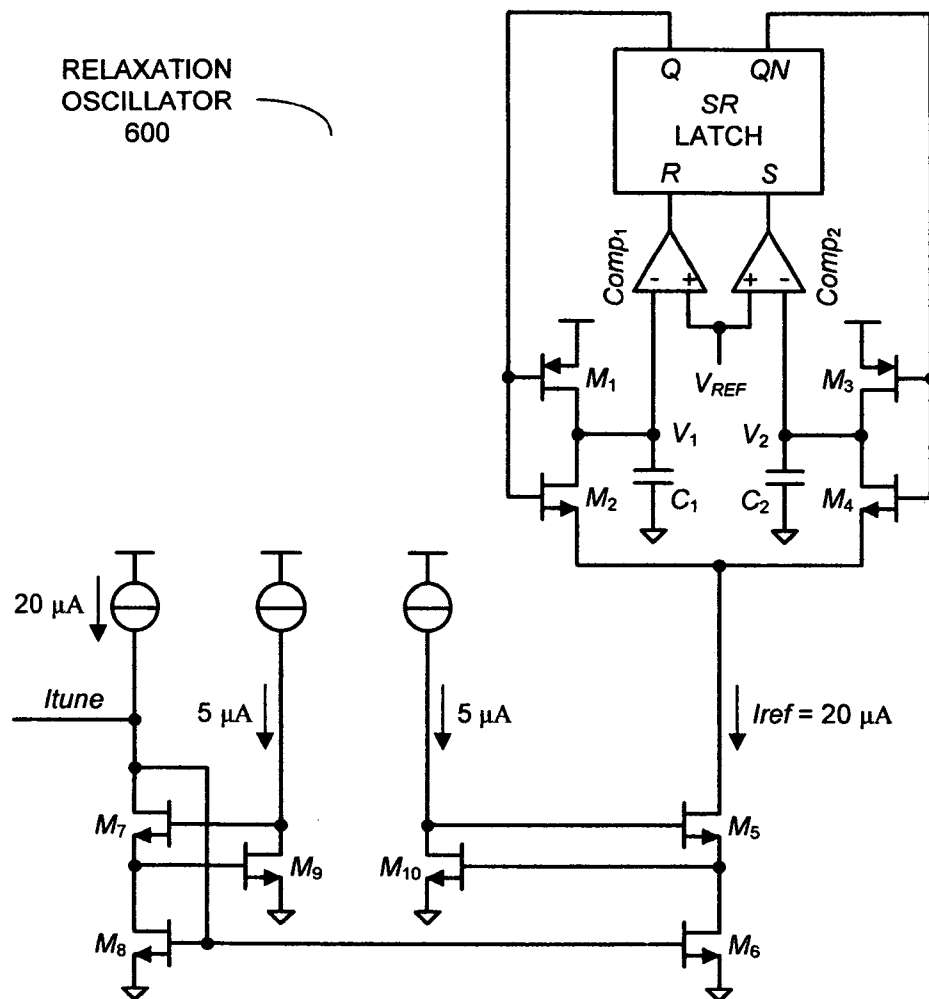 RELAXATION
OSCILLATOR
600
Q QN
SR
LATCH
R S
Comp₁
- +
+ -
Comp₂
M₁
V_REF
M₃
V₁
V₂
M₂
C₁
C₂
M₄
20 μA
Itune
5 μA
5 μA
Iref = 20 μA
M₇
M₅
M₉
M₁₀
M₈
M₆